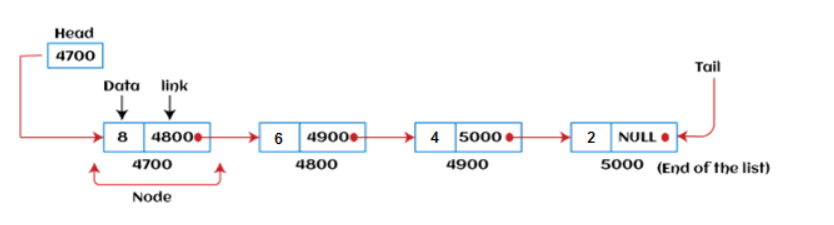 Head
4700
Tail
Data link
8 4800 6 4900 4 5000 2 NULL
4700 4800 4900 5000 (End of the list)
Node